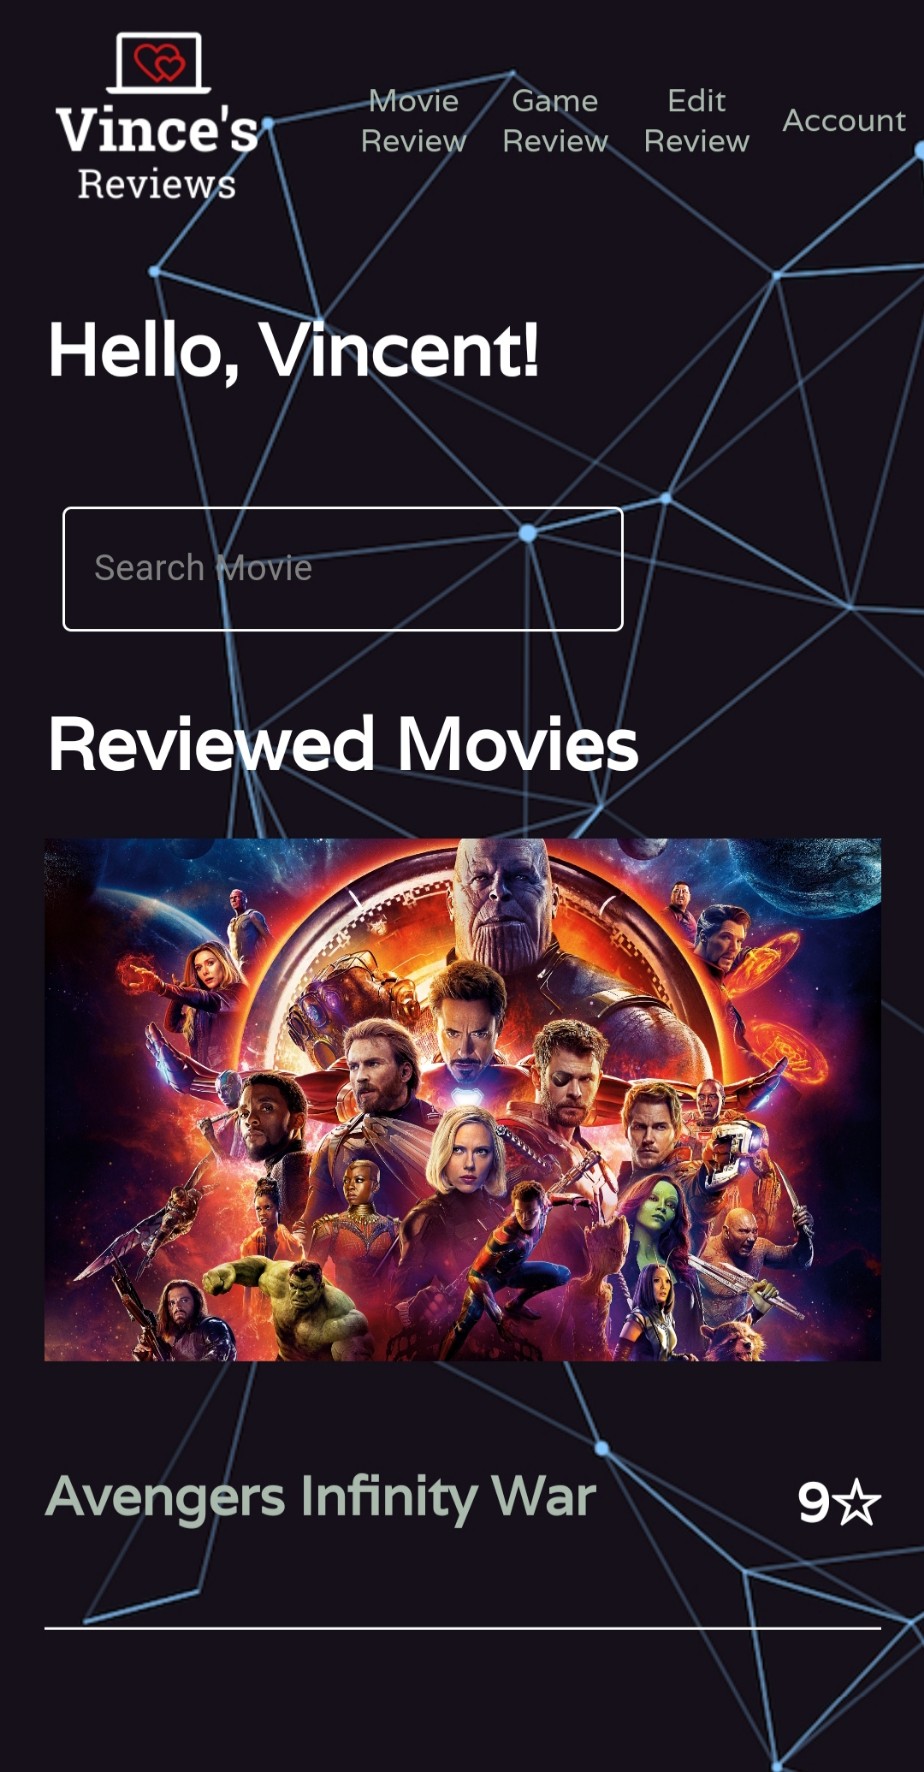 Vince's
Reviews
Movie Review
Game Review
Edit Review
Account
Hello, Vincent!
Search Movie
Reviewed Movies
Avengers Infinity War
9☆